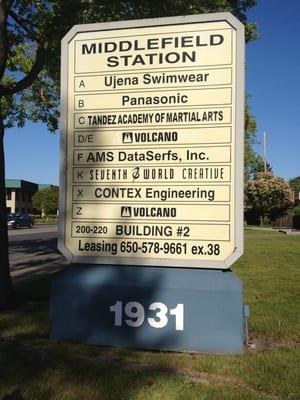 MIDDLEFIELD
STATION
A Ujena Swimwear
B Panasonic
C TANDEZ ACADEMY OF MARTIAL ARTS
D/E VOLCANO
F AMS DataSerfs, Inc.
K SEVENTH WORLD CREATIVE
X CONTEX Engineering
Z VOLCANO
200-220 BUILDING #2
Leasing 650-578-9661 ex.38
1931